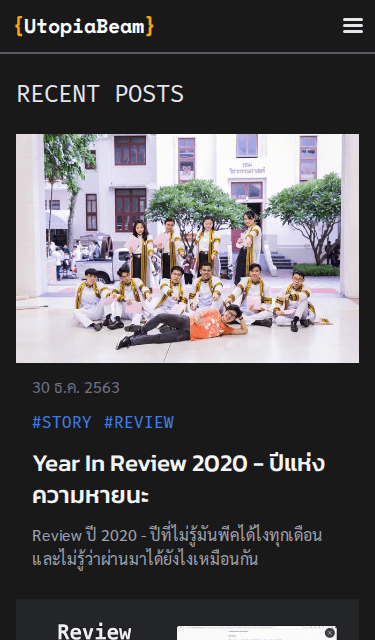 {UtopiaBeam}
RECENT POSTS
30 ธ.ค. 2563
#STORY #REVIEW
Year In Review 2020 - ปีแห่ง
ความหายนะ
Review ปี 2020 - ปีที่ไม่รู้มันพีคได้ไงทุกเดือน
และไม่รู้ว่าผ่านมาได้ยังไงเหมือนกัน
Review